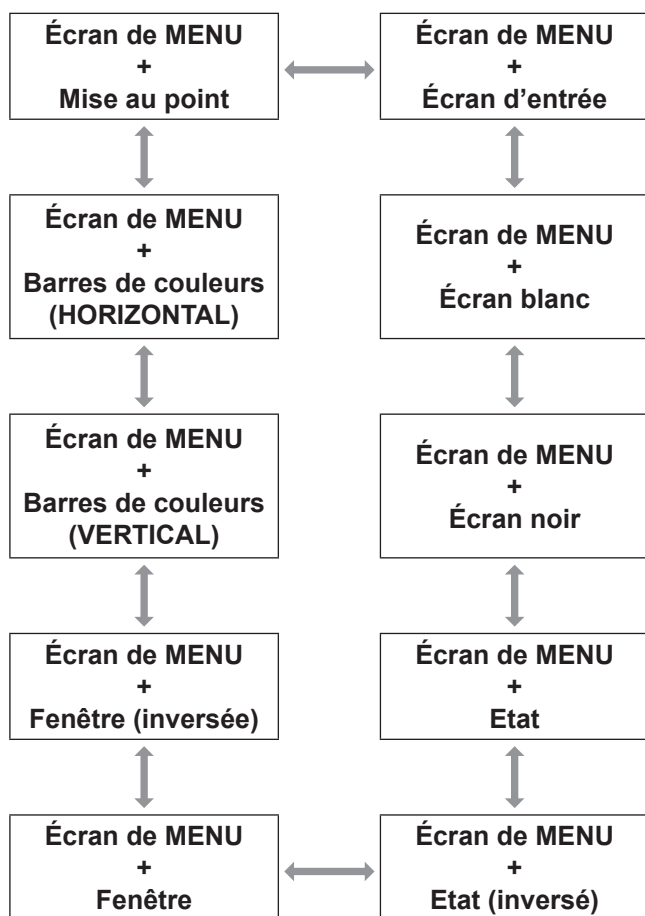 Écran de MENU
+
Mise au point
Écran de MENU
+
Écran d’entrée
Écran de MENU
+
Barres de couleurs
(HORIZONTAL)
Écran de MENU
+
Écran blanc
Écran de MENU
+
Barres de couleurs
(VERTICAL)
Écran de MENU
+
Écran noir
Écran de MENU
+
Fenêtre (inversée)
Écran de MENU
+
Etat
Écran de MENU
+
Fenêtre
Écran de MENU
+
Etat (inversé)